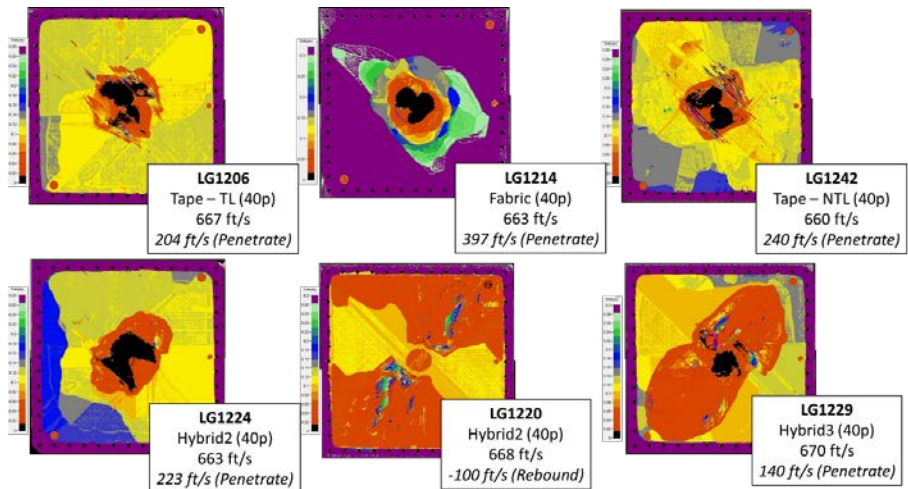 LG1206
Tape – TL (40p)
667 ft/s
204 ft/s (Penetrate)
LG1214
Fabric (40p)
663 ft/s
397 ft/s (Penetrate)
LG1242
Tape – NTL (40p)
660 ft/s
240 ft/s (Penetrate)
LG1224
Hybrid2 (40p)
663 ft/s
223 ft/s (Penetrate)
LG1220
Hybrid2 (40p)
668 ft/s
-100 ft/s (Rebound)
LG1229
Hybrid3 (40p)
670 ft/s
140 ft/s (Penetrate)